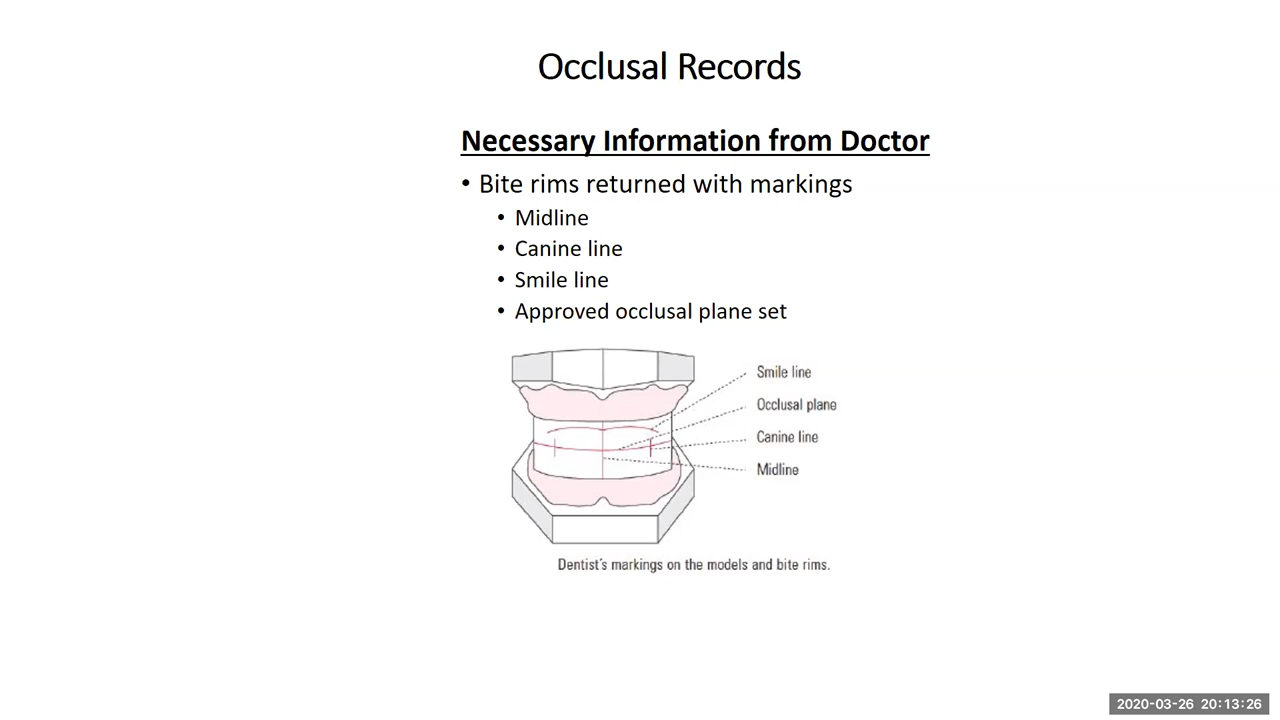 Occlusal Records
Necessary Information from Doctor
• Bite rims returned with markings
• Midline
• Canine line
• Smile line
• Approved occlusal plane set
Smile line
Occlusal plane
Canine line
Midline
Dentist's markings on the models and bite rims.
2020-03-26 20:13:26